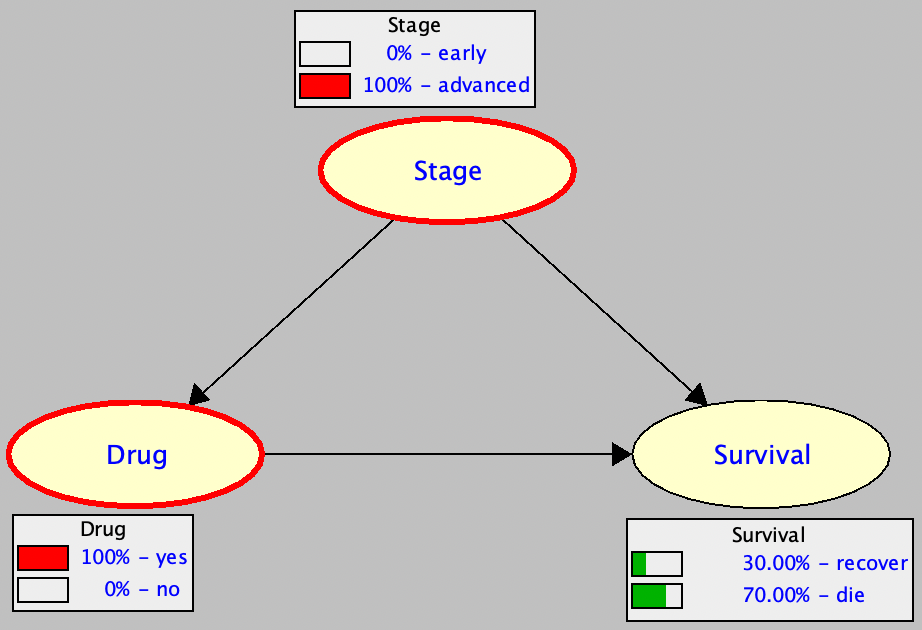 Stage
0% - early
100% - advanced
Stage
Drug
Survival
Drug
100% - yes
0% - no
Survival
30.00% - recover
70.00% - die